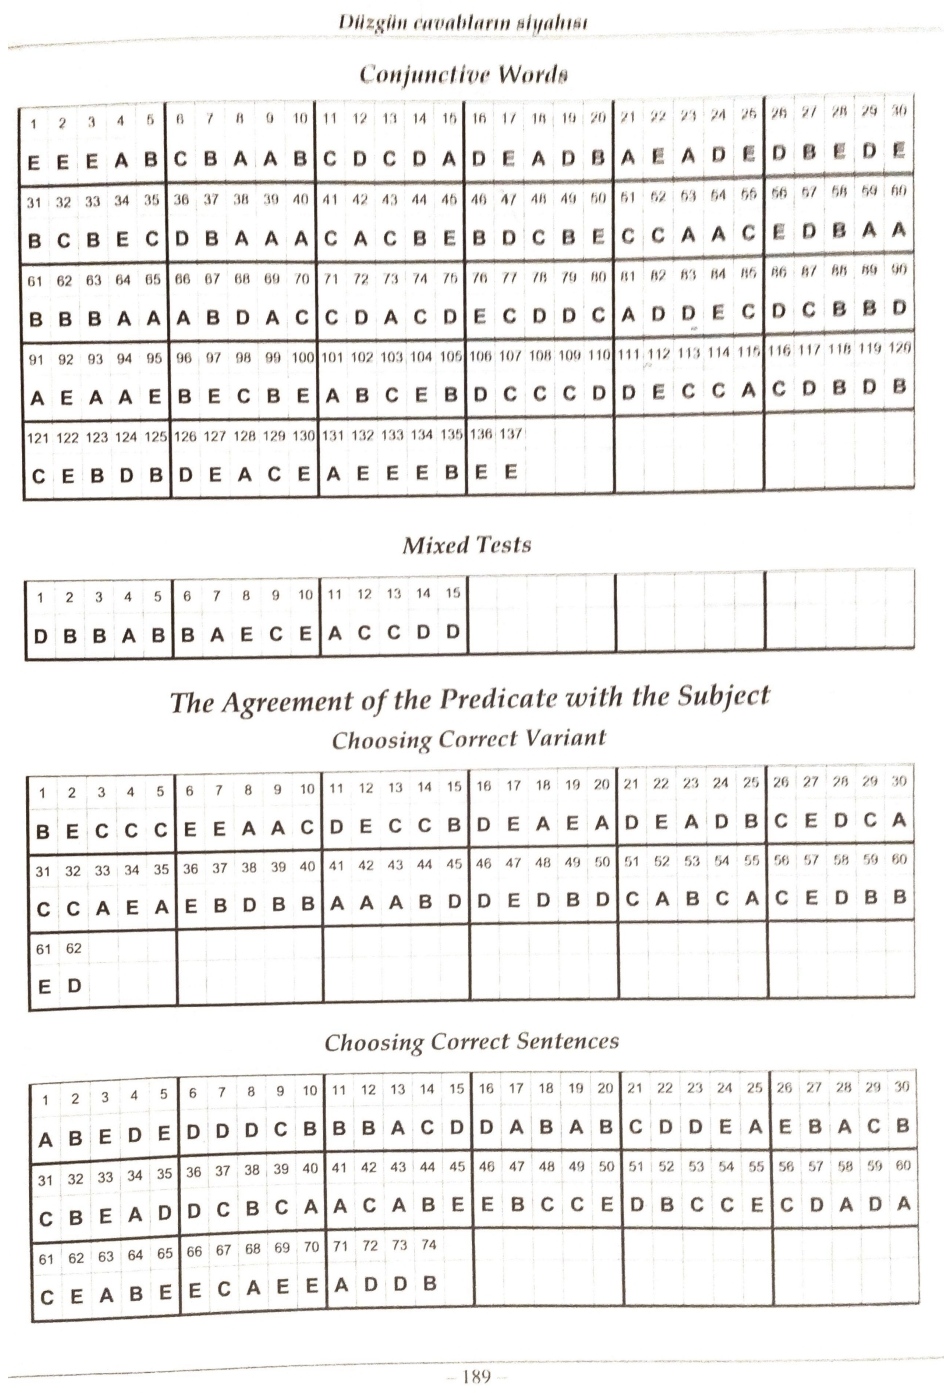 Düzgün cavabların siyahısı
Conjunctive Words
1 2 3 4 5 6 7 8 9 10 11 12 13 14 15 16 17 18 19 20 21 22 23 24 25 26 27 28 29 30
E E E A B C B A A B C D C D A D E A D B A E A D E D B E D E
31 32 33 34 35 36 37 38 39 40 41 42 43 44 45 46 47 48 49 50 51 52 53 54 55 56 57 58 59 60
B C B E C D B A A A C A C B E B D C B E C C A A C E D B A A
61 62 63 64 65 66 67 68 69 70 71 72 73 74 75 76 77 78 79 80 81 82 83 84 85 86 87 88 89 90
B B B A A A B D A C C D A C D E C D D C A D D E C D C B B D
91 92 93 94 95 96 97 98 99 100 101 102 103 104 105 106 107 108 109 110 111 112 113 114 115 116 117 118 119 120
A E A A E B E C B E A B C E B D C C C D D E C C A C D B D B
121 122 123 124 125 126 127 128 129 130 131 132 133 134 135 136 137
C E B D B D E A C E A E E E B E E
Mixed Tests
1 2 3 4 5 6 7 8 9 10 11 12 13 14 15
D B B A B B A E C E A C C D D
The Agreement of the Predicate with the Subject
Choosing Correct Variant
1 2 3 4 5 6 7 8 9 10 11 12 13 14 15 16 17 18 19 20 21 22 23 24 25 26 27 28 29 30
B E C C C E E A A C D E C C B D E A E A D E A D B C E D C A
31 32 33 34 35 36 37 38 39 40 41 42 43 44 45 46 47 48 49 50 51 52 53 54 55 56 57 58 59 60
C C A E A E B D B B A A A B D D E D B D C A B C A C E D B B
61 62
E D
Choosing Correct Sentences
1 2 3 4 5 6 7 8 9 10 11 12 13 14 15 16 17 18 19 20 21 22 23 24 25 26 27 28 29 30
A B E D E D D D C B B B A C D D A B A B C D D E A E B A C B
31 32 33 34 35 36 37 38 39 40 41 42 43 44 45 46 47 48 49 50 51 52 53 54 55 56 57 58 59 60
C B E A D D C B C A A C A B E E B C C E D B C C E C D A D A
61 62 63 64 65 66 67 68 69 70 71 72 73 74
C E A B E E C A E E A D D B
- 189 -